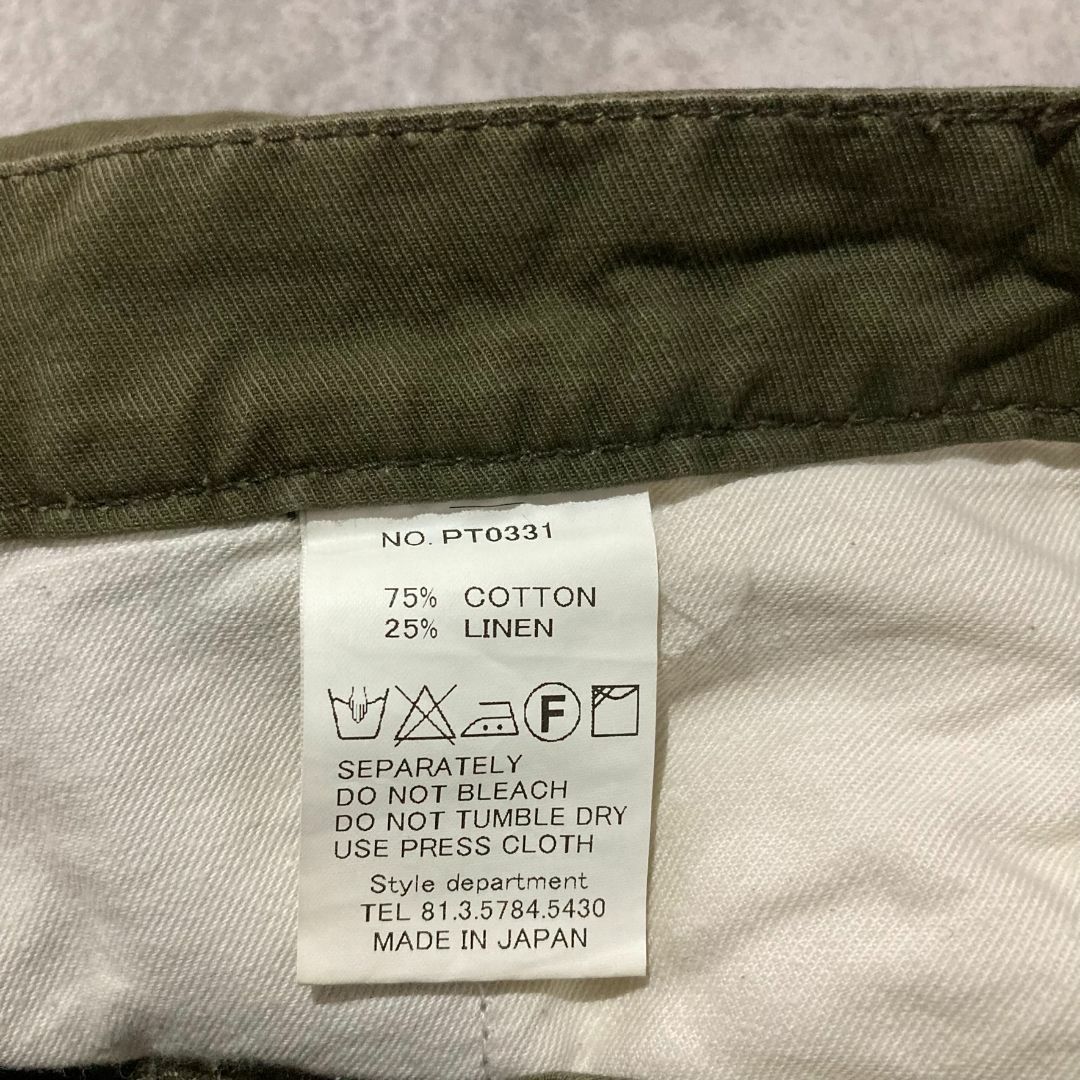 NO. PT0331
75% COTTON
25% LINEN
F
SEPARATELY
DO NOT BLEACH
DO NOT TUMBLE DRY
USE PRESS CLOTH
Style department
TEL 81.3.5784.5430
MADE IN JAPAN